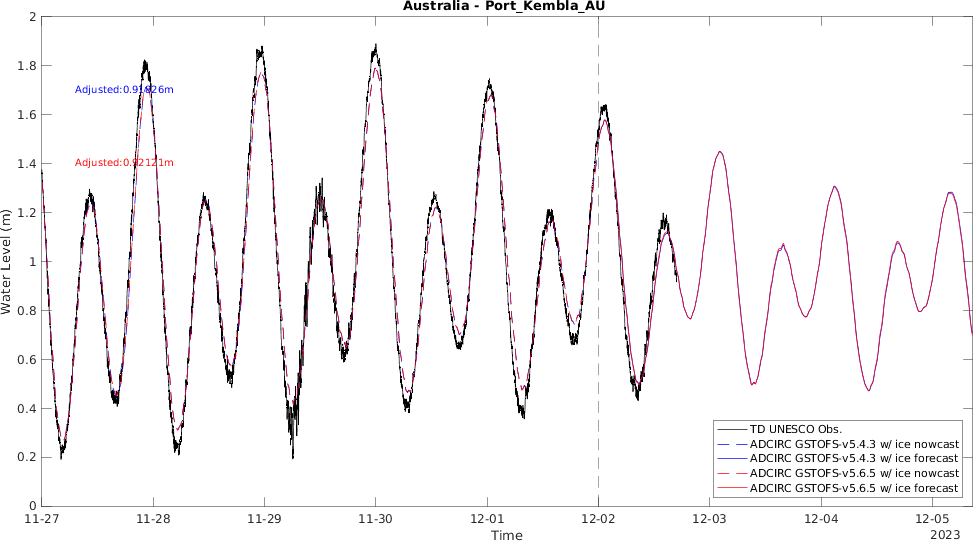 Australia - Port_Kembla_AU
2
1.8
1.6
1.4
1.2
1
0.8
0.6
0.4
0.2
0
Water Level (m)
Adjusted:0.91826m
Adjusted:0.92121m
TD UNESCO Obs.
ADCIRC GSTOFS-v5.4.3 w/ ice nowcast
ADCIRC GSTOFS-v5.4.3 w/ ice forecast
ADCIRC GSTOFS-v5.6.5 w/ ice nowcast
ADCIRC GSTOFS-v5.6.5 w/ ice forecast
11-27 11-28 11-29 11-30 12-01 12-02 12-03 12-04 12-05
Time
2023